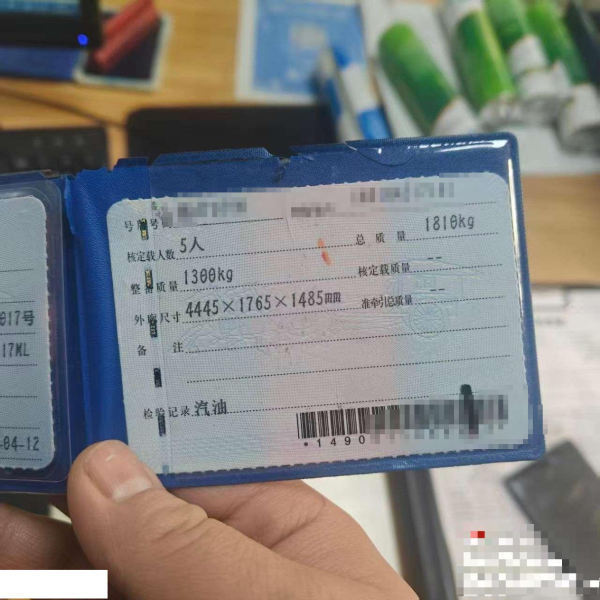 017号
17ML
-04-12
号牌号
核定载人数 5人
总质量 1810kg
整备质量 1300kg
核定载质量 --
外廓尺寸 4445×1765×1485mm
准牵引总质量 --
备注
检验记录 汽油
*1490